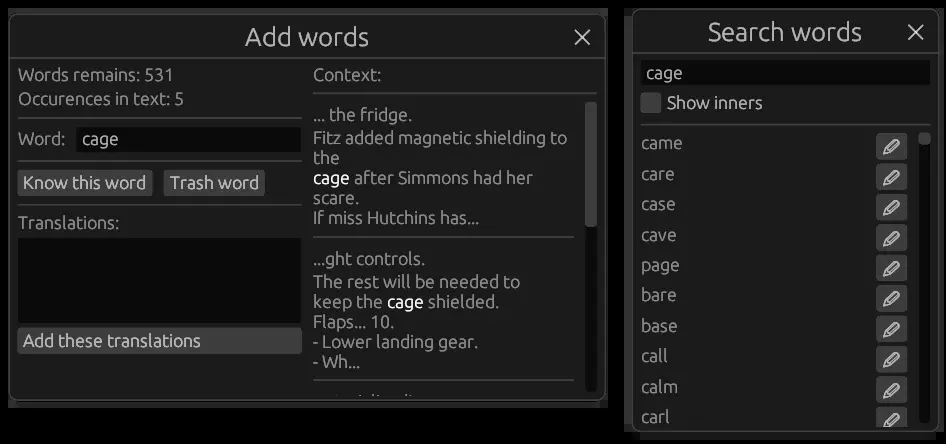 Add words
Words remains: 531
Occurences in text: 5
Word: cage
Know this word Trash word
Translations:
Add these translations
Context:
... the fridge.
Fitz added magnetic shielding to
the
cage after Simmons had her
scare.
If miss Hutchins has...
...ght controls.
The rest will be needed to
keep the cage shielded.
Flaps... 10.
- Lower landing gear.
- Wh...
Search words
cage
Show inners
came
care
case
cave
page
bare
base
call
calm
carl